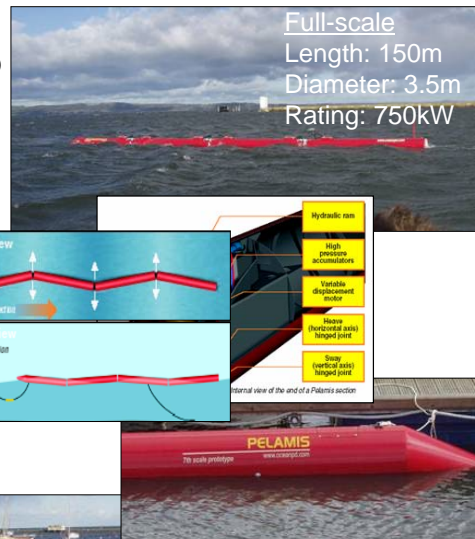 Full-scale
Length: 150m
Diameter: 3.5m
Rating: 750kW
Hydraulic ram
High
pressure
accumulators
Variable
displacement
motor
Heave
(horizontal axis)
hinged joint
Sway
(vertical axis)
hinged joint
Internal view of the end of a Pelamis section
PELAMIS
7th scale prototype
www.oceanpd.com